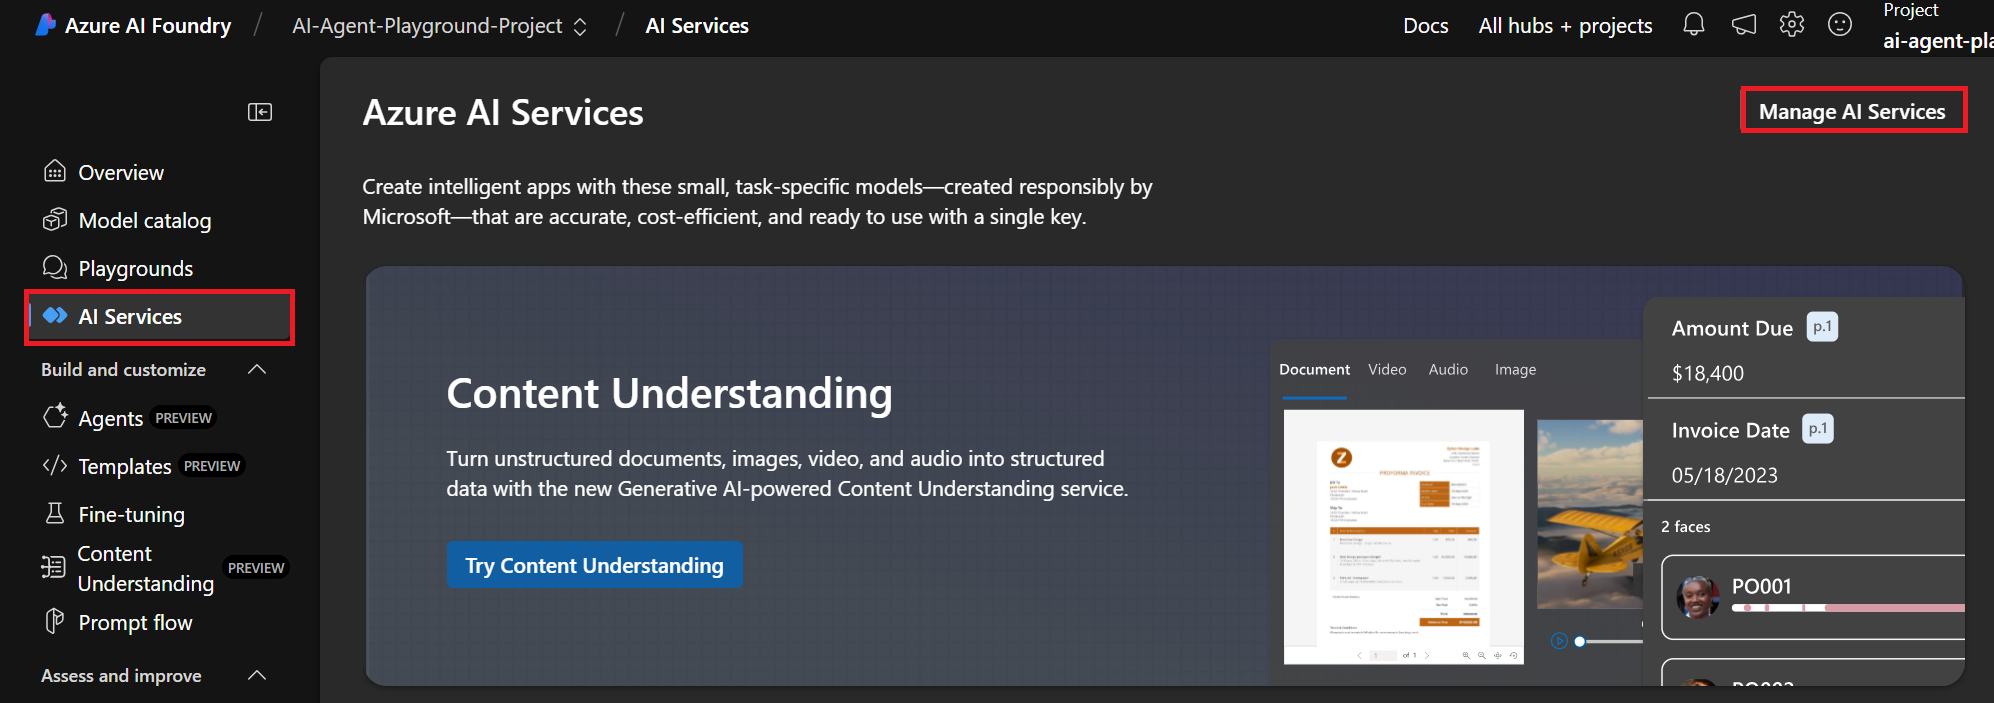 Azure AI Foundry / AI-Agent-Playground-Project / AI Services
Docs All hubs + projects
Project
ai-agent-pla
Overview
Model catalog
Playgrounds
AI Services
Build and customize
Agents PREVIEW
Templates PREVIEW
Fine-tuning
Content
Understanding PREVIEW
Prompt flow
Assess and improve
Azure AI Services
Manage AI Services
Create intelligent apps with these small, task-specific models—created responsibly by
Microsoft—that are accurate, cost-efficient, and ready to use with a single key.
Content Understanding
Turn unstructured documents, images, video, and audio into structured
data with the new Generative AI-powered Content Understanding service.
Try Content Understanding
Document Video Audio Image
Z
PROFORMA INVOICE
1 of 1
Amount Due p.1
$18,400
Invoice Date p.1
05/18/2023
2 faces
PO001